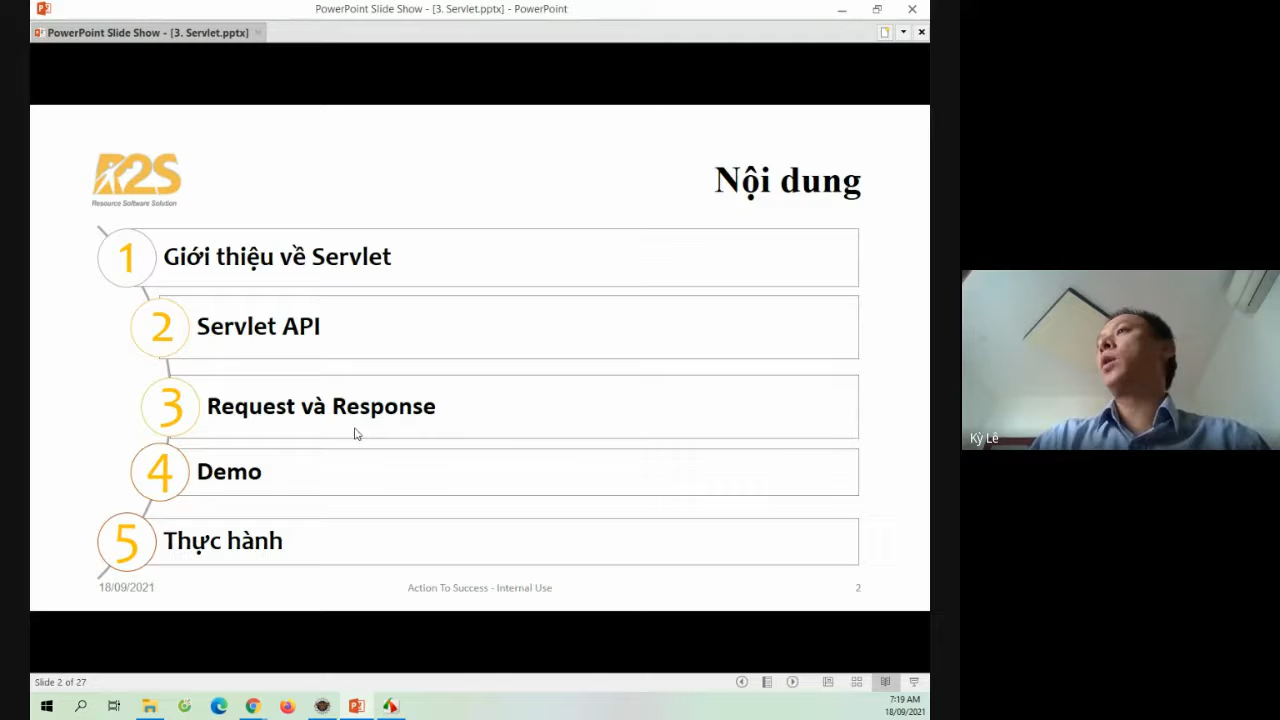 PowerPoint Slide Show - [3. Servlet.pptx] - PowerPoint
PowerPoint Slide Show - [3. Servlet.pptx]
R2S
Resource Software Solution
Nội dung
1 Giới thiệu về Servlet
2 Servlet API
3 Request và Response
4 Demo
5 Thực hành
18/09/2021 Action To Success - Internal Use 2
Kỳ Lê
Slide 2 of 27
7:19 AM
18/09/2021